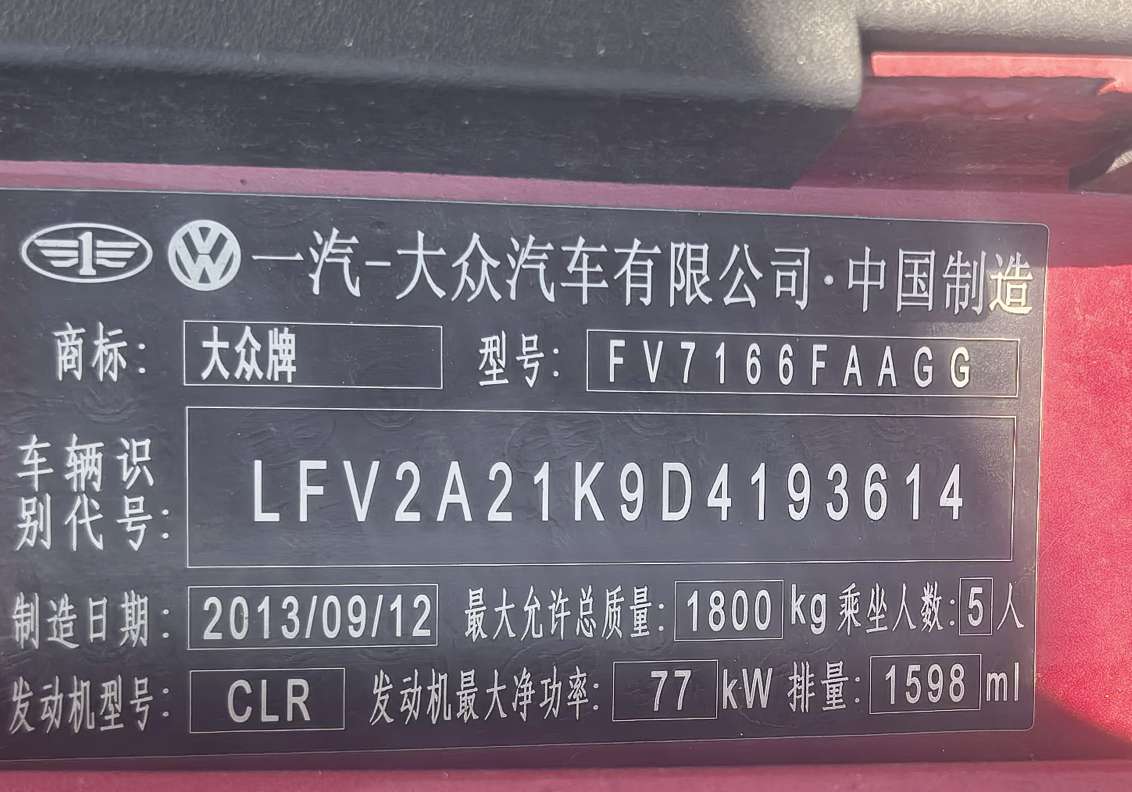 一汽-大众汽车有限公司·中国制造
商标: 大众牌 型号: FV7166FAAGG
车辆识别代号: LFV2A21K9D4193614
制造日期: 2013/09/12 最大允许总质量: 1800 kg 乘坐人数: 5 人
发动机型号: CLR 发动机最大净功率: 77 kW 排量: 1598 ml